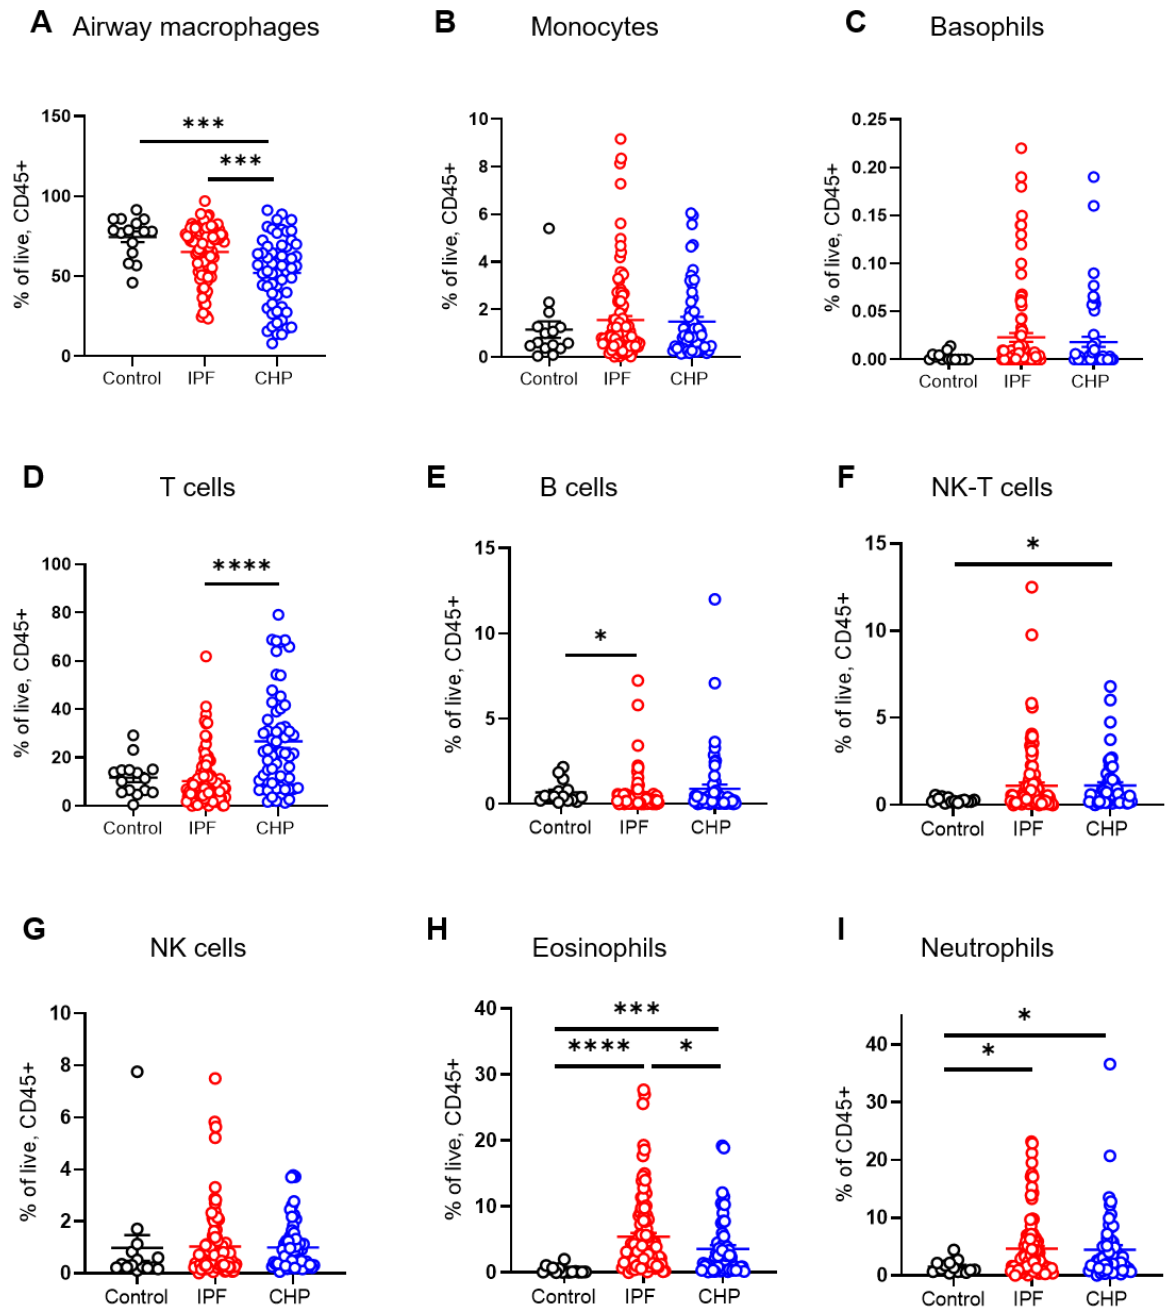 A Airway macrophages
B Monocytes
C Basophils
% of live, CD45+
150
100
50
0
***
***
Control IPF CHP
% of live, CD45+
10
8
6
4
2
0
Control IPF CHP
% of live, CD45+
0.25
0.20
0.15
0.10
0.05
0.00
Control IPF CHP
D T cells
E B cells
F NK-T cells
% of live, CD45+
100
80
60
40
20
0
****
Control IPF CHP
% of live, CD45+
15
10
5
0
*
Control IPF CHP
% of live, CD45+
15
10
5
0
*
Control IPF CHP
G NK cells
H Eosinophils
I Neutrophils
% of live, CD45+
10
8
6
4
2
0
Control IPF CHP
% of live, CD45+
40
30
20
10
0
***
**** *
Control IPF CHP
% of CD45+
40
30
20
10
0
*
*
Control IPF CHP